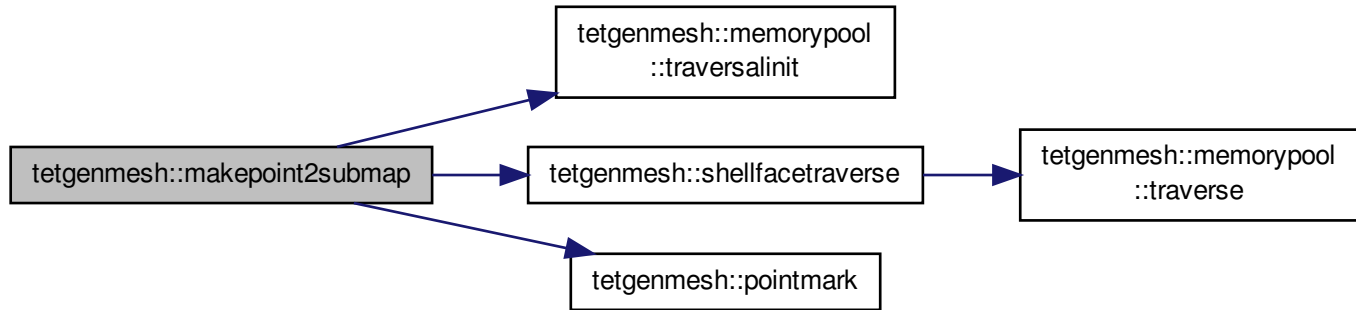 tetgenmesh::makepoint2submap
tetgenmesh::memorypool
::traversalinit
tetgenmesh::shellfacetraverse
tetgenmesh::pointmark
tetgenmesh::memorypool
::traverse